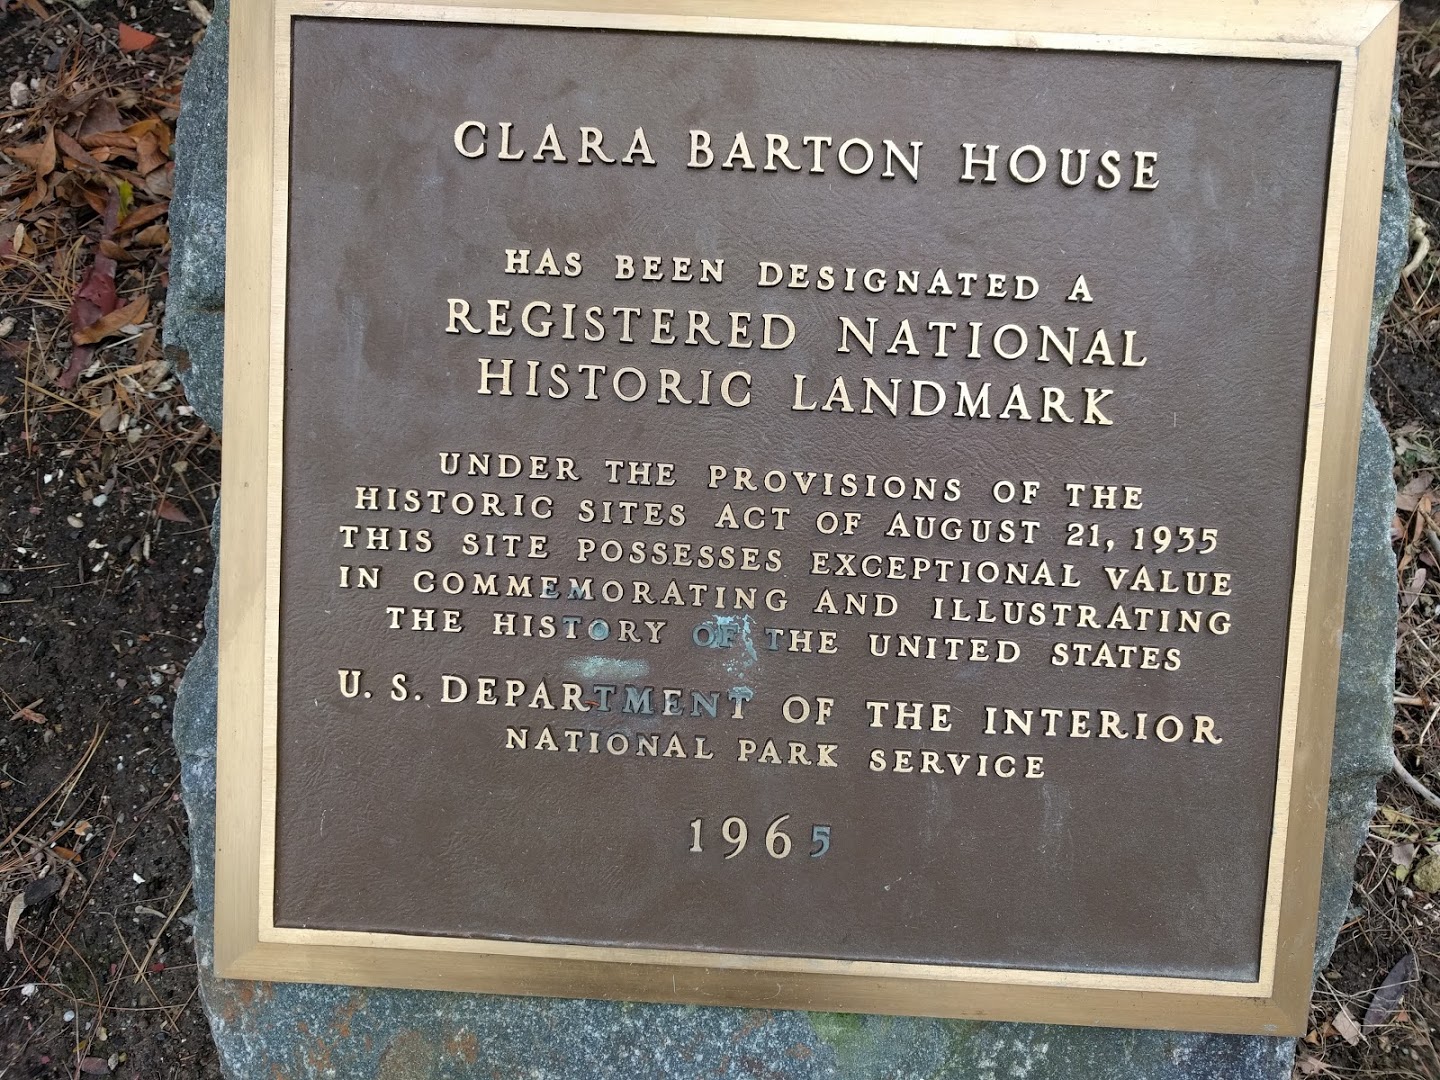 CLARA BARTON HOUSE
HAS BEEN DESIGNATED A
REGISTERED NATIONAL
HISTORIC LANDMARK
UNDER THE PROVISIONS OF THE
HISTORIC SITES ACT OF AUGUST 21, 1935
THIS SITE POSSESSES EXCEPTIONAL VALUE
IN COMMEMORATING AND ILLUSTRATING
THE HISTORY OF THE UNITED STATES
U. S. DEPARTMENT OF THE INTERIOR
NATIONAL PARK SERVICE
1965